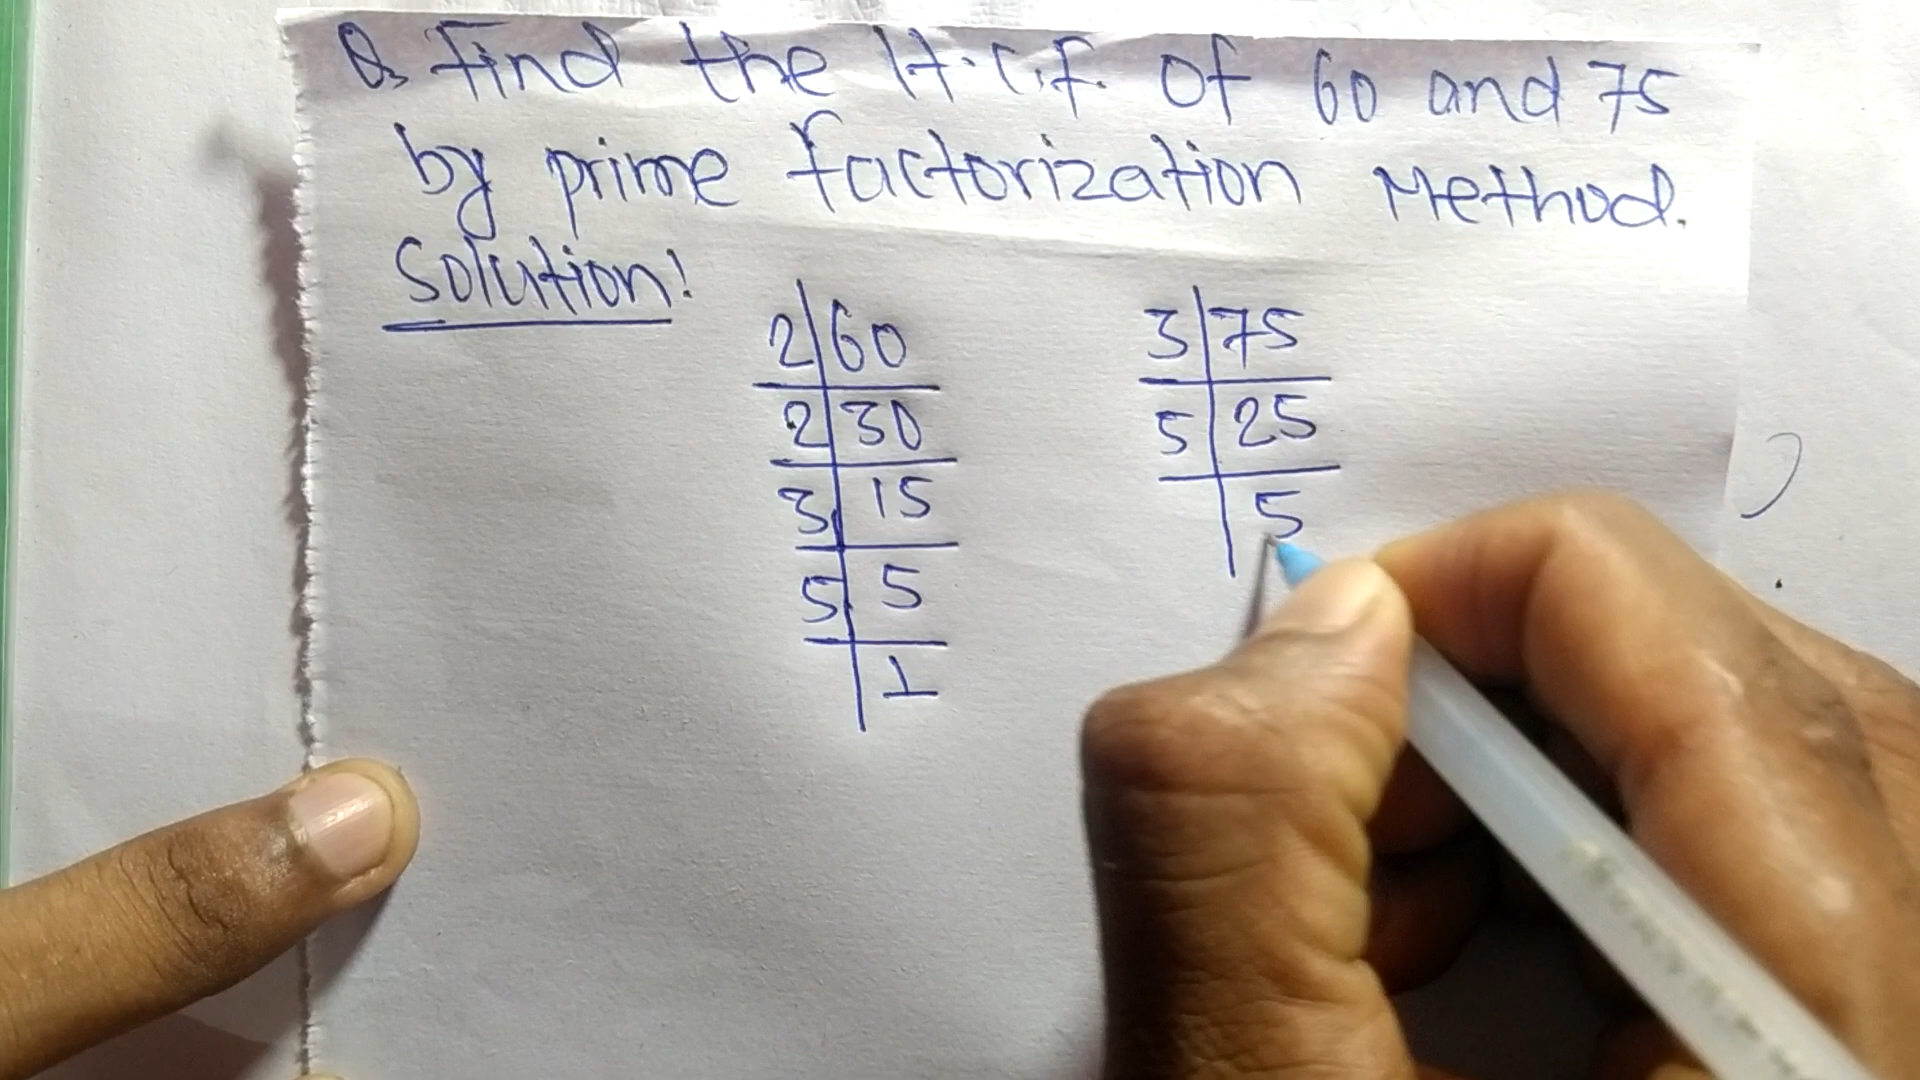 Q. Find the H.C.F. of 60 and 75
by prime factorization Method.
Solution:
2 60
2 30
3 15
5 5
1
3 75
5 25
5